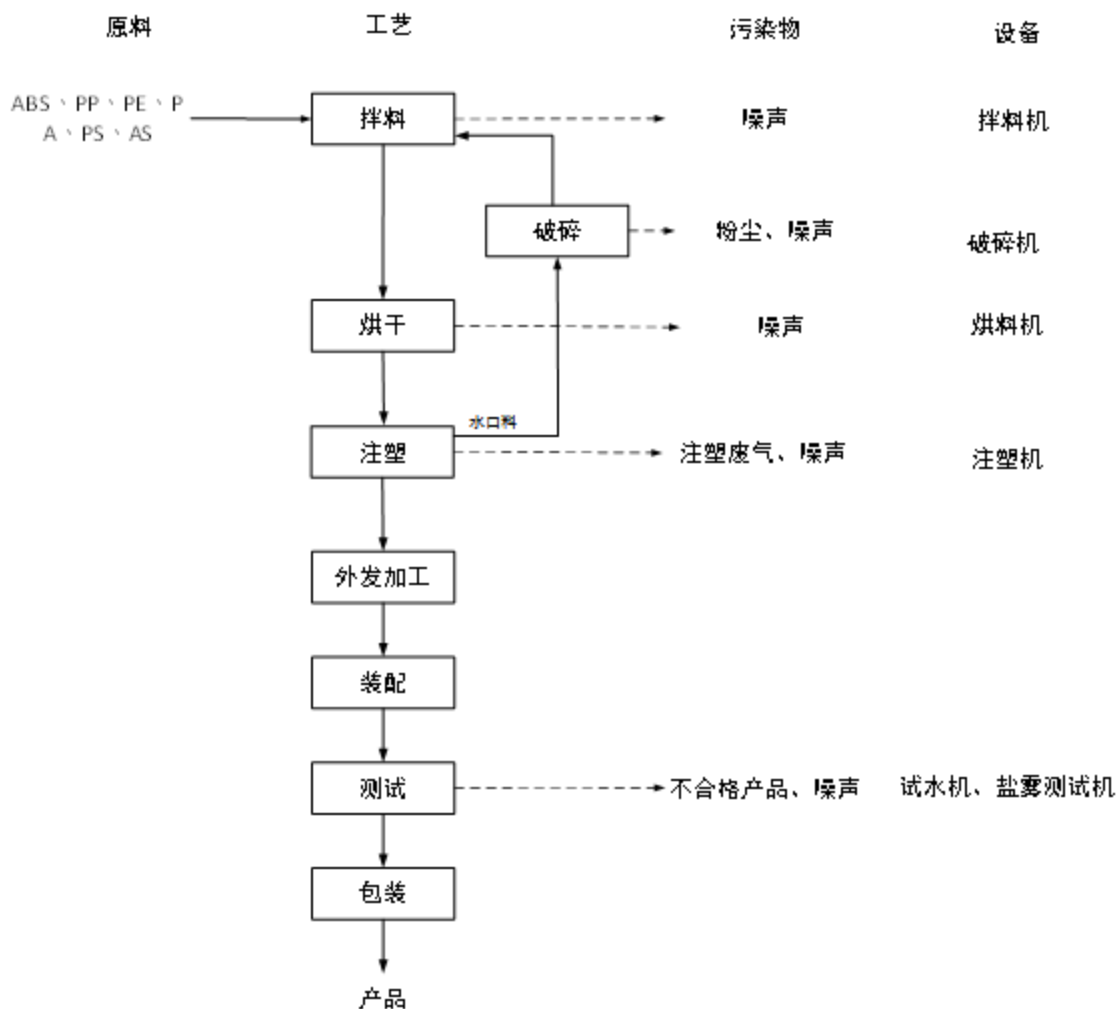 原料 工艺 污染物 设备
ABS、PP、PE、P
A、PS、AS
拌料 噪声 拌料机
破碎 粉尘、噪声 破碎机
烘干 噪声 烘料机
水口料
注塑 注塑废气、噪声 注塑机
外发加工
装配
测试 不合格产品、噪声 试水机、盐雾测试机
包装
产品